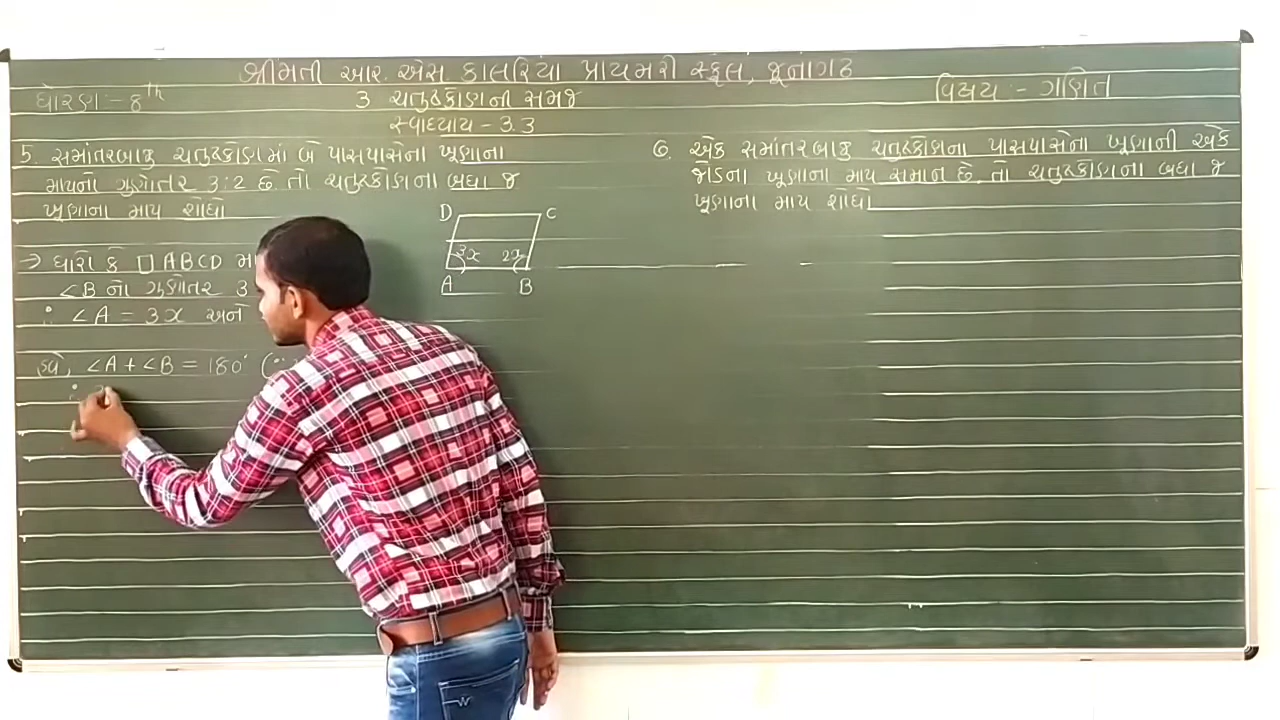 શ્રીમતી આર. એસ. કાલરિયા પ્રાયમરી સ્કૂલ, જૂનાગઢ
ધોરણ :- 8th
3 ચતુષ્કોણની સમજ
વિષય :- ગણિત
સ્વાધ્યાય - 3.3
5. સમાંતરબાજુ ચતુષ્કોણમાં બે પાસપાસેના ખૂણાના
માપનો ગુણોતર 3:2 છે તો ચતુષ્કોણના બધા જ
ખૂણાના માપ શોધો
D C
3x 2x
A B
→ ધારો કે □ABCD માં
∠B નો ગુણોતર 3
∴ ∠A = 3x અને
હવે, ∠A + ∠B = 180° (∵
∴
6. એક સમાંતરબાજુ ચતુષ્કોણના પાસપાસેના ખૂણાની એક
જોડના ખૂણાના માપ સમાન છે. તો ચતુષ્કોણના બધા જ
ખૂણાના માપ શોધો